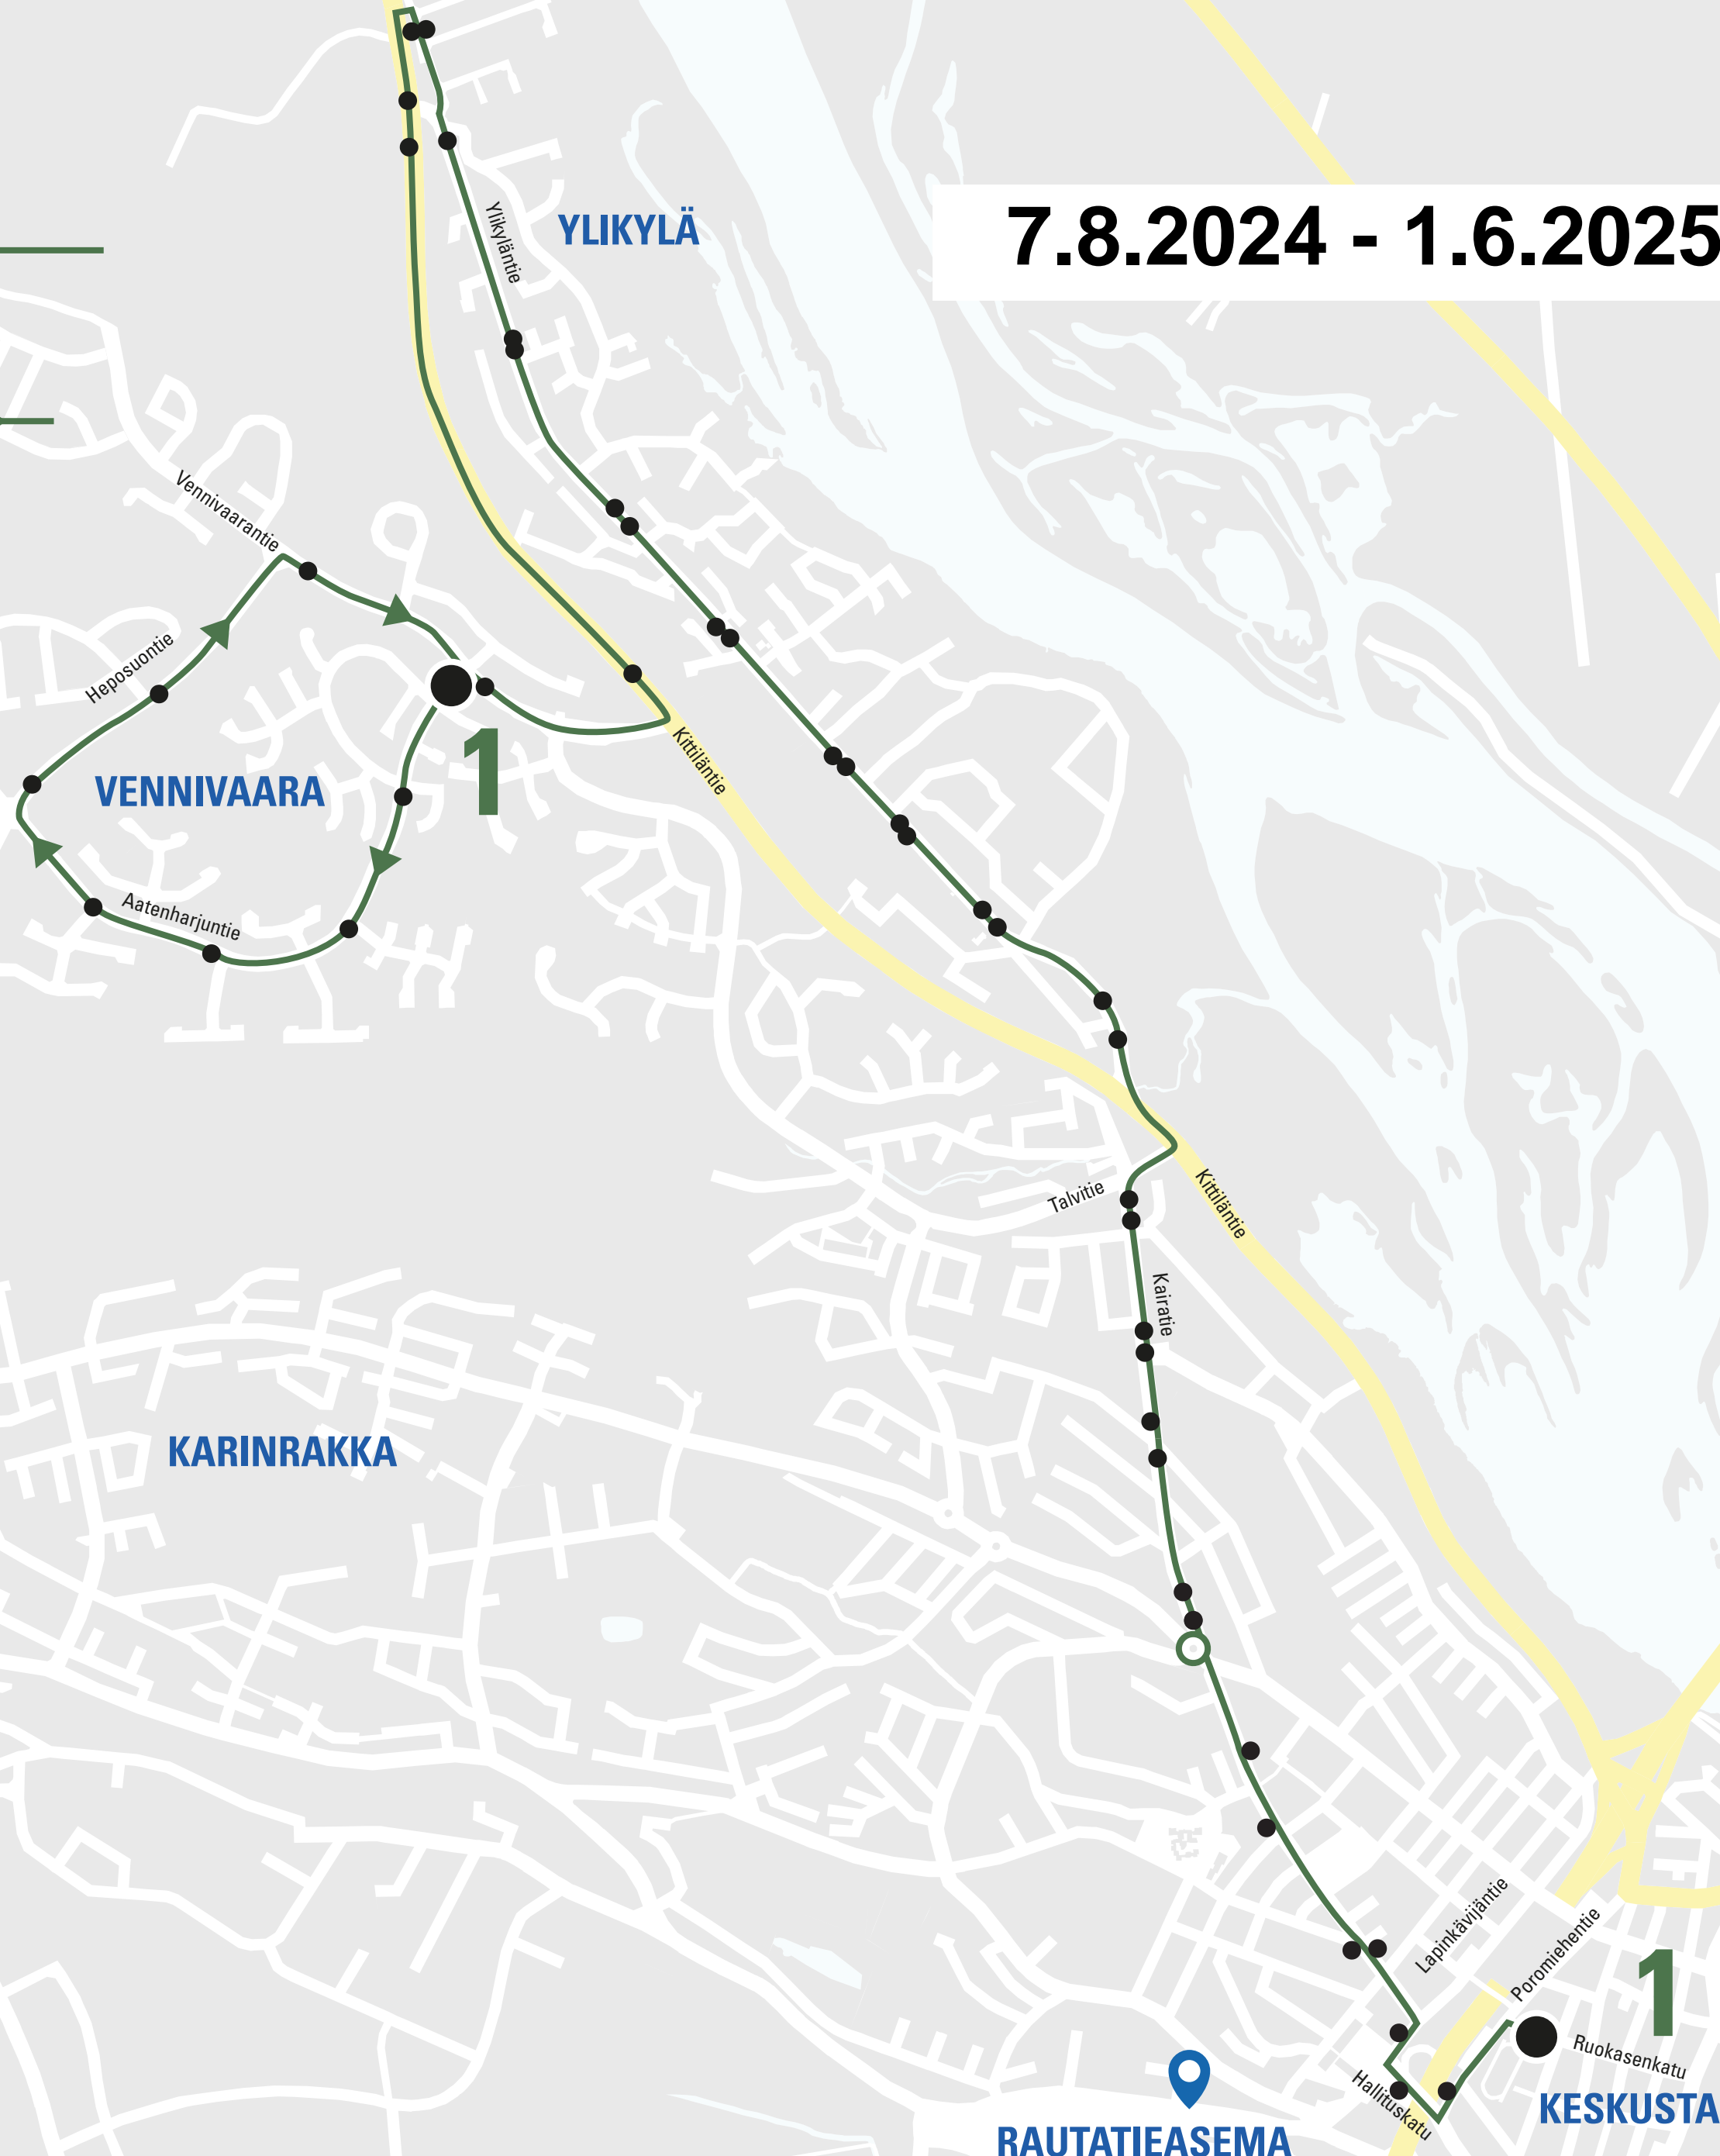 Ylikyläntie
YLIKYLÄ
7.8.2024 - 1.6.2025
Vennivaarantie
Heposuontie
1
Kittiläntie
VENNIVAARA
Aatenharjuntie
Talvitie
Kittiläntie
Kairatie
KARINRAKKA
Lapinkävijäntie
Poromiehentie
1
Ruokasenkatu
Hallituskatu
KESKUSTA
RAUTATIEASEMA